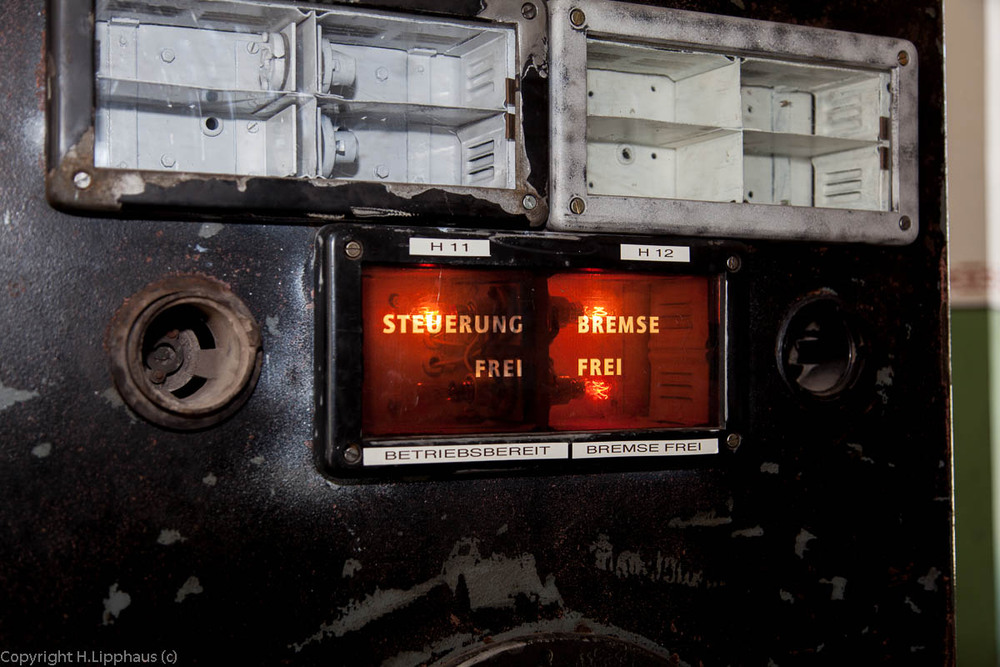 H 11
H 12
STEUERUNG
FREI
BREMSE
FREI
BETRIEBSBEREIT
BREMSE FREI
Copyright H.Lipphaus (c)